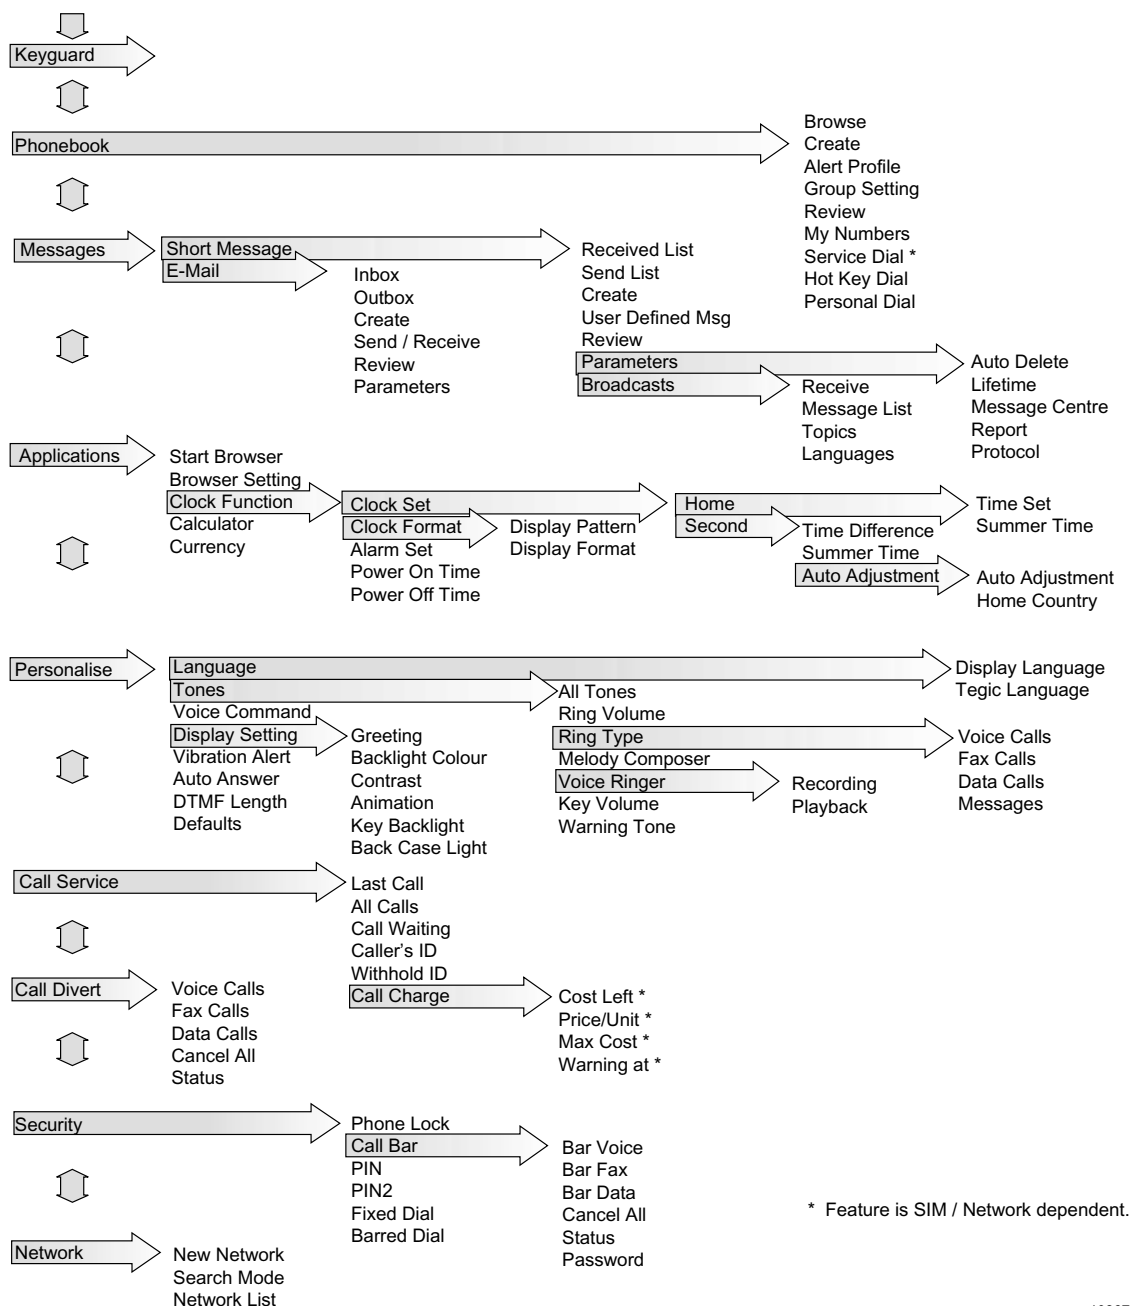 Keyguard
Phonebook
Browse
Create
Alert Profile
Group Setting
Review
My Numbers
Service Dial *
Hot Key Dial
Personal Dial
Messages
Short Message
E-Mail
Inbox
Outbox
Create
Send / Receive
Review
Parameters
Received List
Send List
Create
User Defined Msg
Review
Parameters
Broadcasts
Receive
Message List
Topics
Languages
Auto Delete
Lifetime
Message Centre
Report
Protocol
Applications
Start Browser
Browser Setting
Clock Function
Calculator
Currency
Clock Set
Clock Format
Alarm Set
Power On Time
Power Off Time
Display Pattern
Display Format
Home
Second
Time Difference
Summer Time
Auto Adjustment
Time Set
Summer Time
Auto Adjustment
Home Country
Personalise
Language
Tones
Voice Command
Display Setting
Vibration Alert
Auto Answer
DTMF Length
Defaults
Greeting
Backlight Colour
Contrast
Animation
Key Backlight
Back Case Light
All Tones
Ring Volume
Ring Type
Melody Composer
Voice Ringer
Key Volume
Warning Tone
Recording
Playback
Display Language
Tegic Language
Voice Calls
Fax Calls
Data Calls
Messages
Call Service
Last Call
All Calls
Call Waiting
Caller's ID
Withhold ID
Call Charge
Cost Left *
Price/Unit *
Max Cost *
Warning at *
Call Divert
Voice Calls
Fax Calls
Data Calls
Cancel All
Status
Security
Phone Lock
Call Bar
PIN
PIN2
Fixed Dial
Barred Dial
Bar Voice
Bar Fax
Bar Data
Cancel All
Status
Password
* Feature is SIM / Network dependent.
Network
New Network
Search Mode
Network List